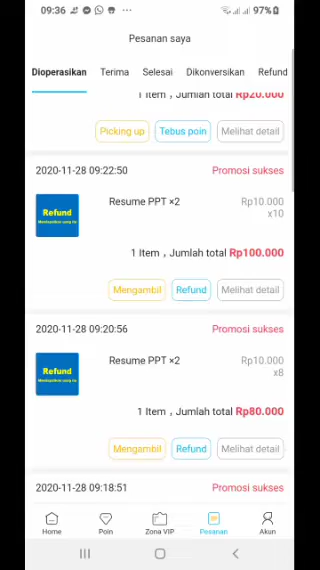 09:36 ... 97%
Pesanan saya
Dioperasikan Terima Selesai Dikonversikan Refund
1 Item , Jumlah total Rp20.000
Picking up Tebus poin Melihat detail
2020-11-28 09:22:50 Promosi sukses
Refund
Resume PPT ×2 Rp10.000
x10
1 Item , Jumlah total Rp100.000
Mengambil Refund Melihat detail
2020-11-28 09:20:56 Promosi sukses
Refund
Resume PPT ×2 Rp10.000
x8
1 Item , Jumlah total Rp80.000
Mengambil Refund Melihat detail
2020-11-28 09:18:51 Promosi sukses
Home Poin Zona VIP Pesanan Akun